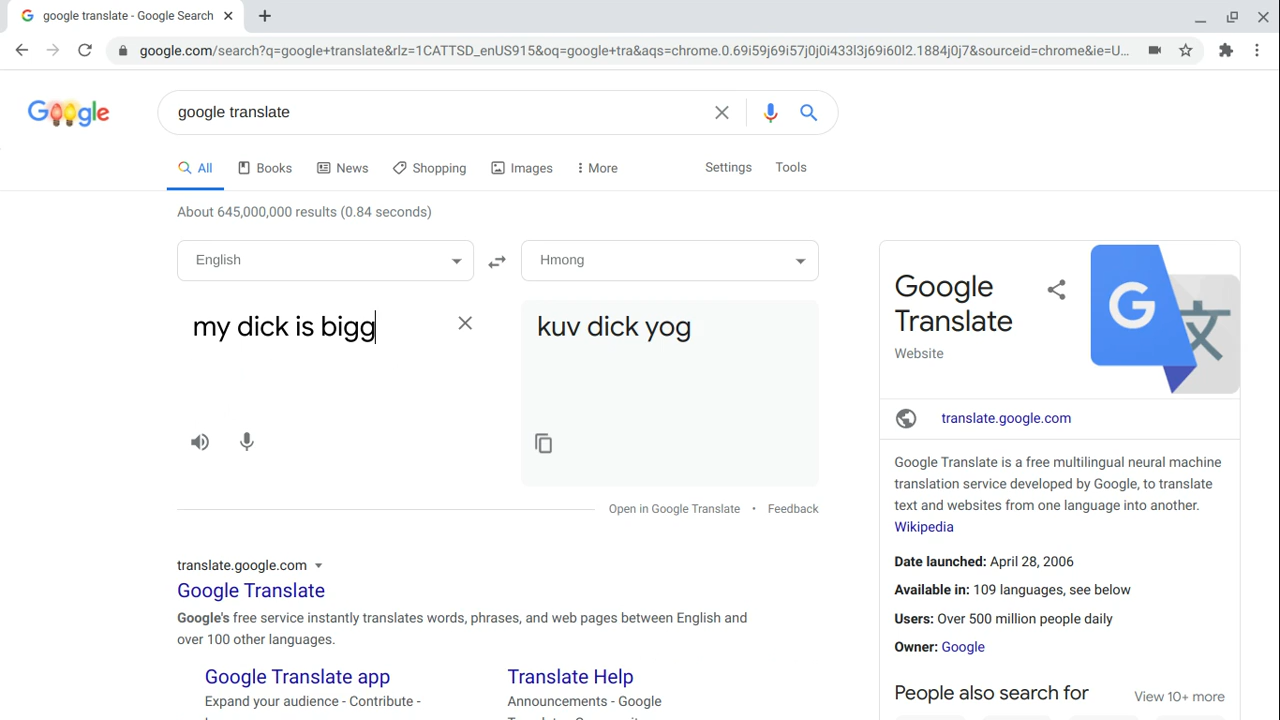 google translate - Google Search
google.com/search?q=google+translate&rlz=1CATTSD_enUS915&oq=google+tra&aqs=chrome.0.69i59j69i57j0j0i433l3j69i60l2.1884j0j7&sourceid=chrome&ie=U...
Google
google translate
All Books News Shopping Images More Settings Tools
About 645,000,000 results (0.84 seconds)
English Hmong
my dick is bigg
kuv dick yog
Open in Google Translate • Feedback
translate.google.com
Google Translate
Google's free service instantly translates words, phrases, and web pages between English and
over 100 other languages.
Google Translate app
Expand your audience - Contribute -
Translate Help
Announcements - Google
Google
Translate
Website
G
文
translate.google.com
Google Translate is a free multilingual neural machine
translation service developed by Google, to translate
text and websites from one language into another.
Wikipedia
Date launched: April 28, 2006
Available in: 109 languages, see below
Users: Over 500 million people daily
Owner: Google
People also search for View 10+ more